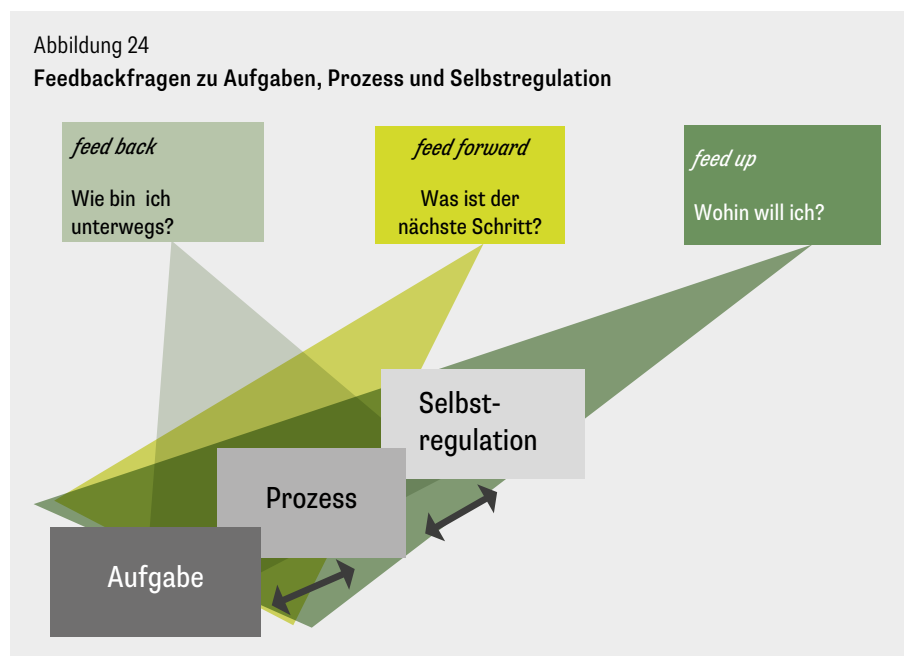 Abbildung 24
Feedbackfragen zu Aufgaben, Prozess und Selbstregulation
feed back
Wie bin ich
unterwegs?
feed forward
Was ist der
nächste Schritt?
feed up
Wohin will ich?
Selbst-
regulation
Prozess
Aufgabe